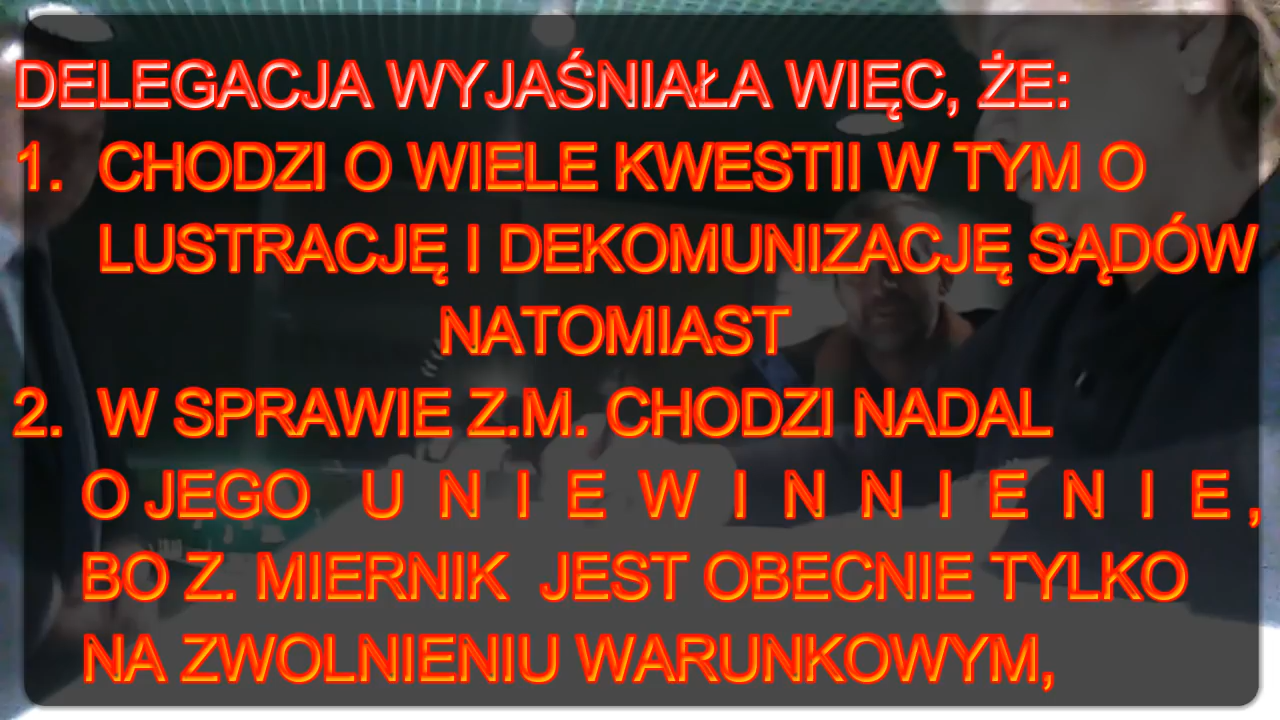 DELEGACJA WYJAŚNIAŁA WIĘC, ŻE:
1. CHODZI O WIELE KWESTII W TYM O
LUSTRACJĘ I DEKOMUNIZACJĘ SĄDÓW
NATOMIAST
2. W SPRAWIE Z.M. CHODZI NADAL
O JEGO U N I E W I N N I E N I E ,
BO Z. MIERNIK JEST OBECNIE TYLKO
NA ZWOLNIENIU WARUNKOWYM,